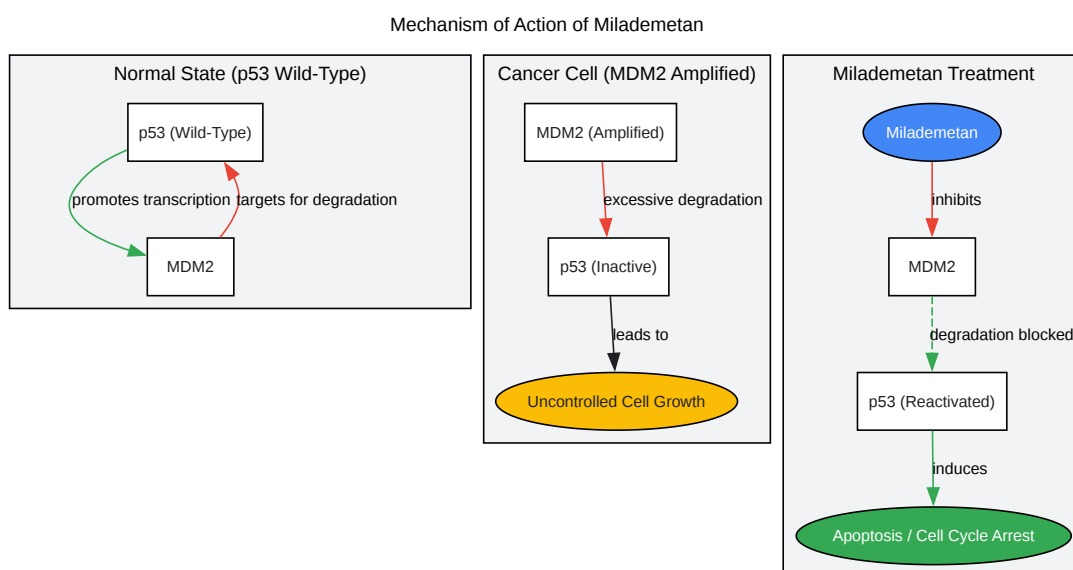 Mechanism of Action of Milademetan
Normal State (p53 Wild-Type)
p53 (Wild-Type)
promotes transcription
targets for degradation
MDM2
Cancer Cell (MDM2 Amplified)
MDM2 (Amplified)
excessive degradation
p53 (Inactive)
leads to
Uncontrolled Cell Growth
Milademetan Treatment
Milademetan
inhibits
MDM2
degradation blocked
p53 (Reactivated)
induces
Apoptosis / Cell Cycle Arrest